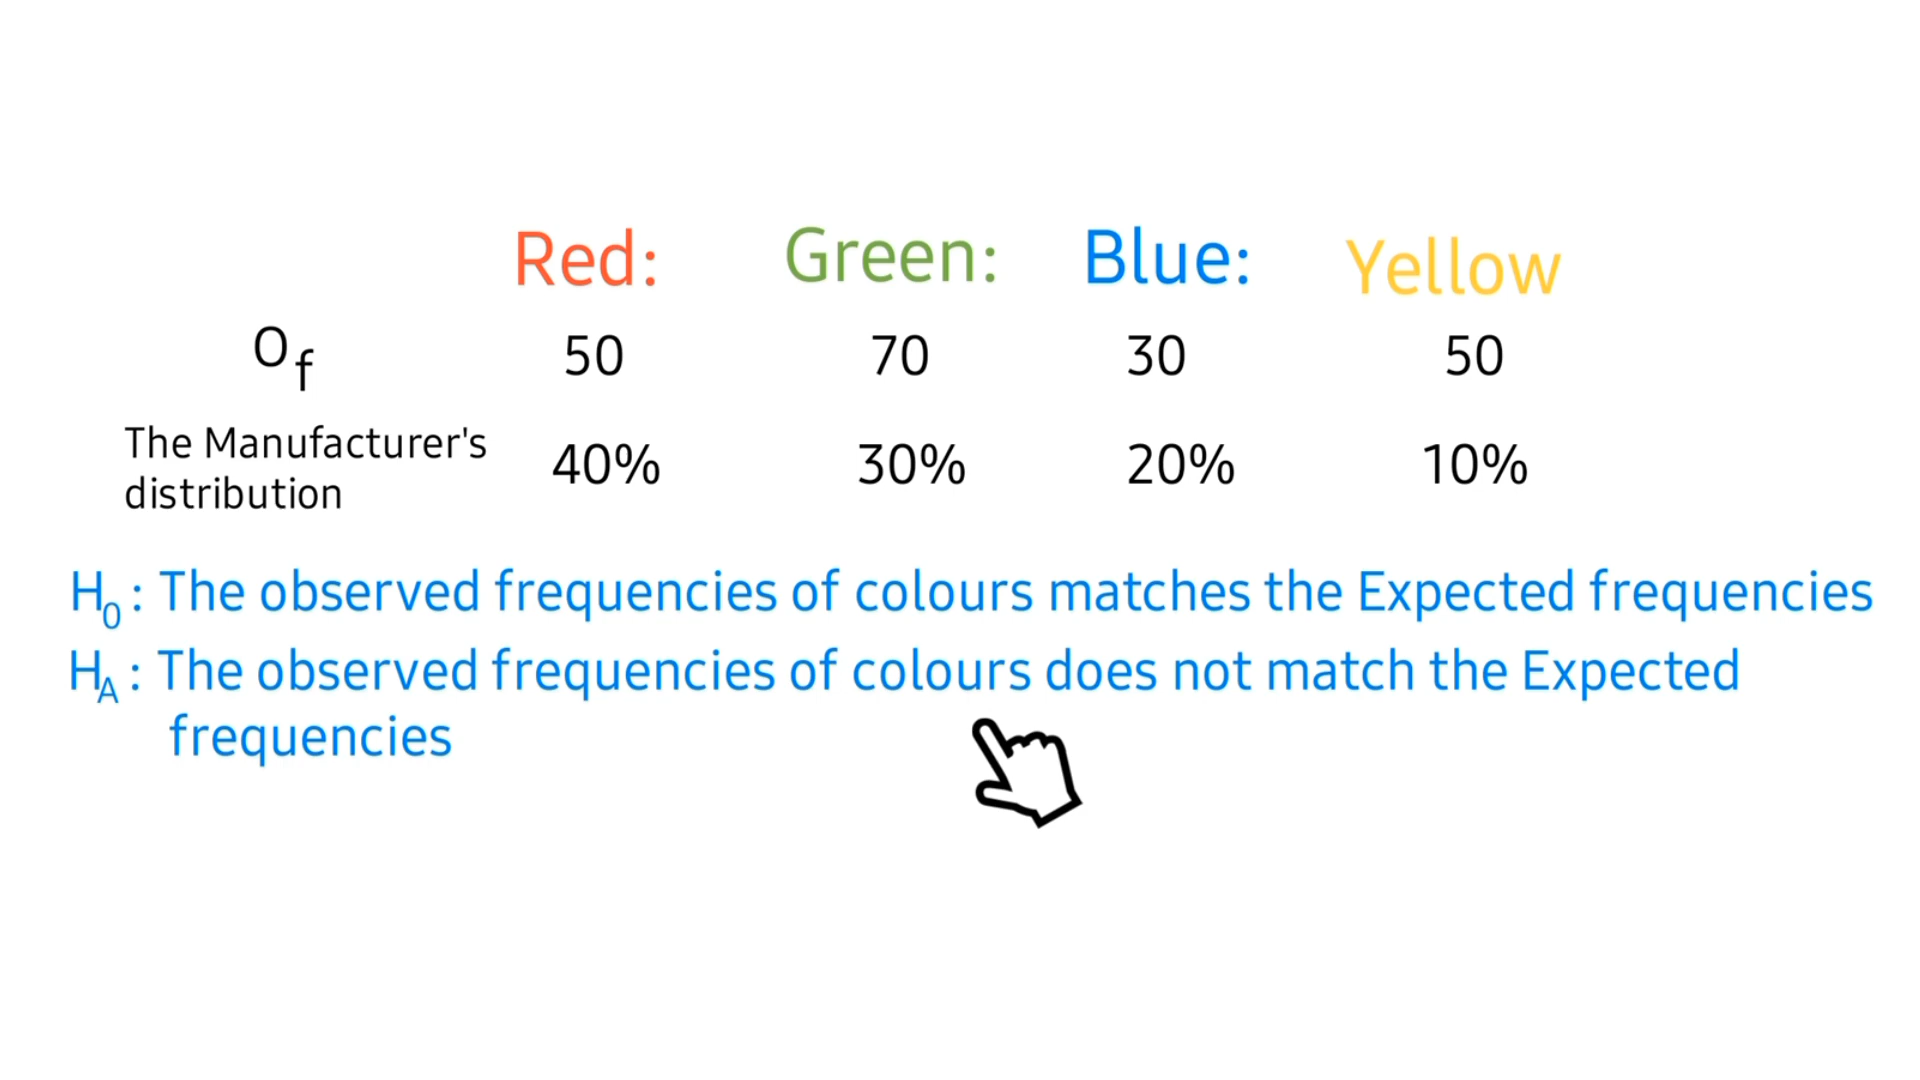 Red: Green: Blue: Yellow
Of 50 70 30 50
The Manufacturer's
distribution
40% 30% 20% 10%
H0 : The observed frequencies of colours matches the Expected frequencies
HA : The observed frequencies of colours does not match the Expected
frequencies